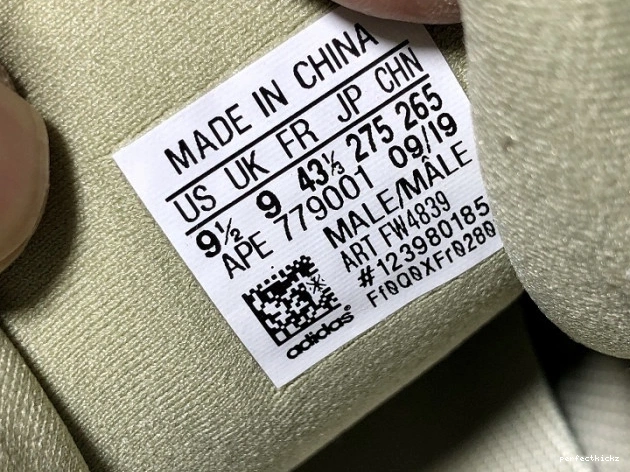 MADE IN CHINA
US UK FR JP CHN
9½ 9 43⅓ 275 265
APE 779001 09/19
MALE/MÂLE
ART FW4839
#123980185
Ff0Q0XFr0280
adidas®
perfectkickz